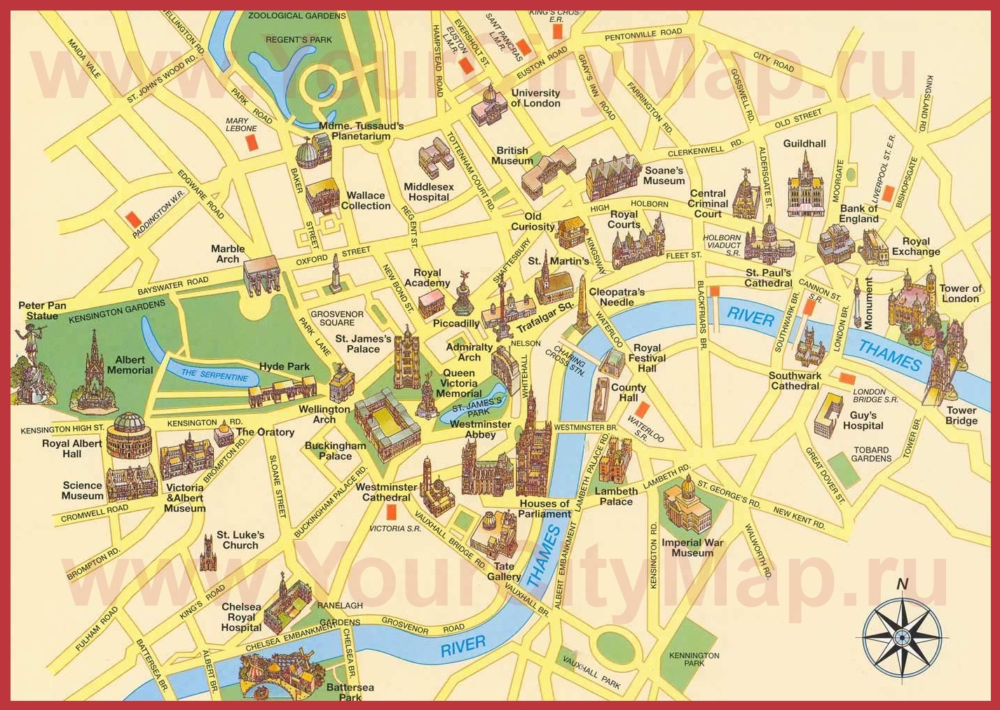 ZOOLOGICAL GARDENS
REGENT'S PARK
KING'S CROS
E.R.
SANT PANCRAS
L.M.R.
EUSTON
L.M.R.
EVERSHOLT ST.
HAMPSTEAD ROAD
WELLINGTON RD.
MAIDA VALE
ST. JOHN'S WOOD RD.
PARK ROAD
PENTONVILLE ROAD
EUSTON ROAD
CITY ROAD
GRAY'S INN ROAD
FARRINGTON RD.
GOSSWELL RD.
OLD STREET
KINGSLAND RD.
www.YourCityMap.ru
University
of London
MARY
LEBONE
Mdme. Tussaud's
Planetarium
TOTTENHAM COURT RD.
British
Museum
CLERKENWELL RD.
Guildhall
ALDERSGATE ST.
MOORGATE
LIVERPOOL ST. E.R.
BISHOPSGATE
Soane's
Museum
EDGWARE ROAD
PADDINGTON W.R.
BAKER
STREET
Wallace
Collection
Middlesex
Hospital
REGENT ST.
Central
Criminal
Court
HIGH HOLBORN
Old
Curiosity
Royal
Courts
Bank of
England
Royal
Exchange
HOLBORN
VIADUCT
S.R.
KINGSWAY
FLEET ST.
Marble
Arch
OXFORD STREET
NEW BOND ST.
SHAFTESBURY
St. Martin's
St. Paul's
Cathedral
BAYSWATER ROAD
Royal
Academy
Piccadilly
Trafalgar Sq.
Cleopatra's
Needle
CANNON ST.
S.R.
Monument
Tower of
London
Peter Pan
Statue
KENSINGTON GARDENS
GROSVENOR
SQUARE
PARK LANE
St. James's
Palace
Admiralty
Arch
NELSON
WATERLOO
BLACKFRIARS BR.
RIVER
SOUTHWARK BR.
LONDON BR.
THAMES
Albert
Memorial
THE SERPENTINE
Hyde Park
Queen
Victoria
Memorial
WHITEHALL
CHARING
CROSS STN.
Royal
Festival
Hall
County
Hall
Southwark
Cathedral
LONDON
BRIDGE S.R.
Wellington
Arch
ST. JAMES'S
PARK
Westminster
Abbey
WESTMINSTER BR.
WATERLOO
S.R.
Guy's
Hospital
Tower
Bridge
KENSINGTON HIGH ST.
KENSINGTON RD.
The Oratory
Royal Albert
Hall
Buckingham
Palace
TOBARD
GARDENS
TOWER BR.
GREAT DOVER ST.
BROMPTON RD.
SLOANE STREET
BUCKINGHAM PALACE RD.
Science
Museum
Victoria
&Albert
Museum
Westminster
Cathedral
Houses of
Parliament
LAMBETH PALACE RD.
Lambeth
Palace
LAMBETH RD.
ST. GEORGE'S RD.
NEW KENT RD.
CROMWELL ROAD
VICTORIA S.R.
VAUXHALL BRIDGE RD.
THAMES
ALBERT EMBANKMENT
KENSINGTON RD.
Imperial War
Museum
WALWORTH RD.
St. Luke's
Church
BROMPTON RD.
Tate
Gallery
www.YourCityMap.ru
VAUXHALL BR.
KING'S ROAD
Chelsea
Royal
Hospital
RANELAGH
GARDENS
GROSVENOR ROAD
FULHAM ROAD
CHELSEA EMBANKMENT
CHELSEA BR.
RIVER
BATTERSEA BR.
ALBERT BR.
Battersea
Park
VAUXHALL PARK
KENNINGTON
PARK
N